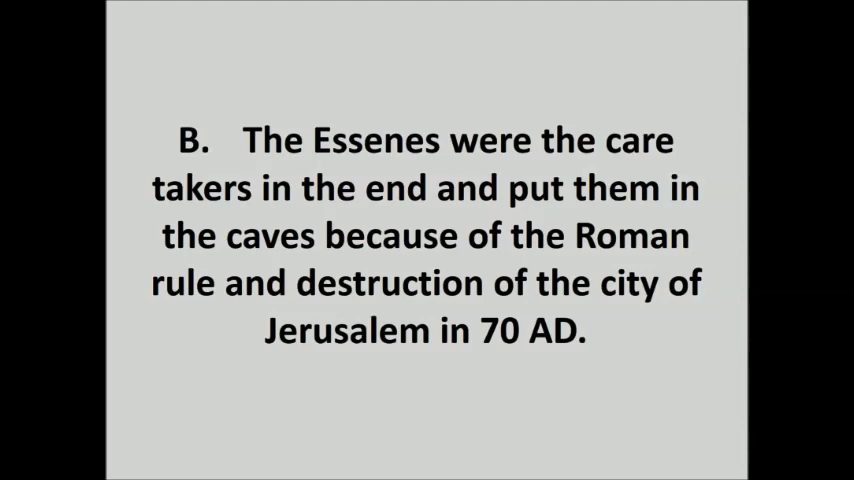 B. The Essenes were the care
takers in the end and put them in
the caves because of the Roman
rule and destruction of the city of
Jerusalem in 70 AD.